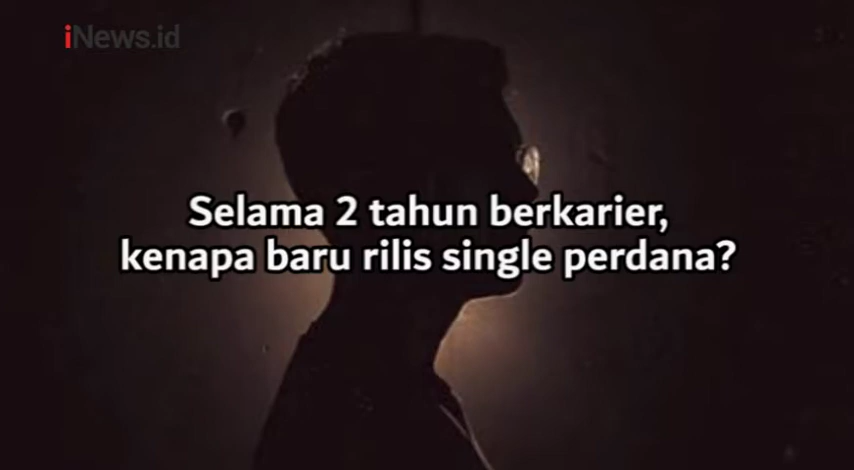 iNews.id
Selama 2 tahun berkarier,
kenapa baru rilis single perdana?